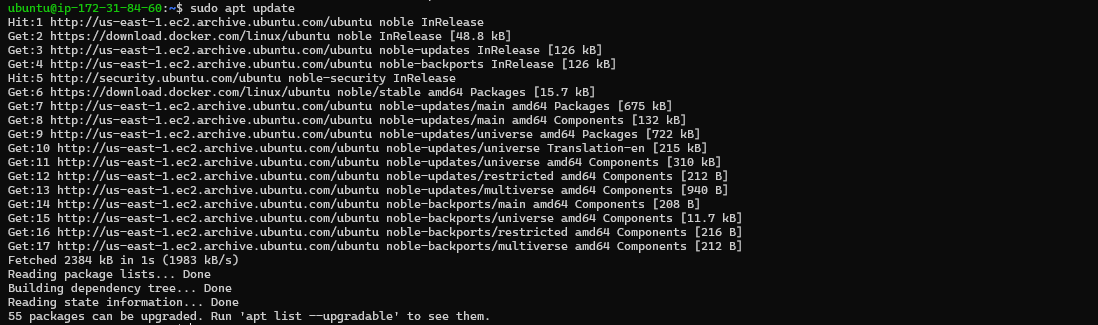 ubuntu@ip-172-31-84-60:~$ sudo apt update
Hit:1 http://us-east-1.ec2.archive.ubuntu.com/ubuntu noble InRelease
Get:2 https://download.docker.com/linux/ubuntu noble InRelease [48.8 kB]
Get:3 http://us-east-1.ec2.archive.ubuntu.com/ubuntu noble-updates InRelease [126 kB]
Get:4 http://us-east-1.ec2.archive.ubuntu.com/ubuntu noble-backports InRelease [126 kB]
Hit:5 http://security.ubuntu.com/ubuntu noble-security InRelease
Get:6 https://download.docker.com/linux/ubuntu noble/stable amd64 Packages [15.7 kB]
Get:7 http://us-east-1.ec2.archive.ubuntu.com/ubuntu noble-updates/main amd64 Packages [675 kB]
Get:8 http://us-east-1.ec2.archive.ubuntu.com/ubuntu noble-updates/main amd64 Components [132 kB]
Get:9 http://us-east-1.ec2.archive.ubuntu.com/ubuntu noble-updates/universe amd64 Packages [722 kB]
Get:10 http://us-east-1.ec2.archive.ubuntu.com/ubuntu noble-updates/universe Translation-en [215 kB]
Get:11 http://us-east-1.ec2.archive.ubuntu.com/ubuntu noble-updates/universe amd64 Components [310 kB]
Get:12 http://us-east-1.ec2.archive.ubuntu.com/ubuntu noble-updates/restricted amd64 Components [212 B]
Get:13 http://us-east-1.ec2.archive.ubuntu.com/ubuntu noble-updates/multiverse amd64 Components [940 B]
Get:14 http://us-east-1.ec2.archive.ubuntu.com/ubuntu noble-backports/main amd64 Components [208 B]
Get:15 http://us-east-1.ec2.archive.ubuntu.com/ubuntu noble-backports/universe amd64 Components [11.7 kB]
Get:16 http://us-east-1.ec2.archive.ubuntu.com/ubuntu noble-backports/restricted amd64 Components [216 B]
Get:17 http://us-east-1.ec2.archive.ubuntu.com/ubuntu noble-backports/multiverse amd64 Components [212 B]
Fetched 2384 kB in 1s (1983 kB/s)
Reading package lists... Done
Building dependency tree... Done
Reading state information... Done
55 packages can be upgraded. Run 'apt list --upgradable' to see them.